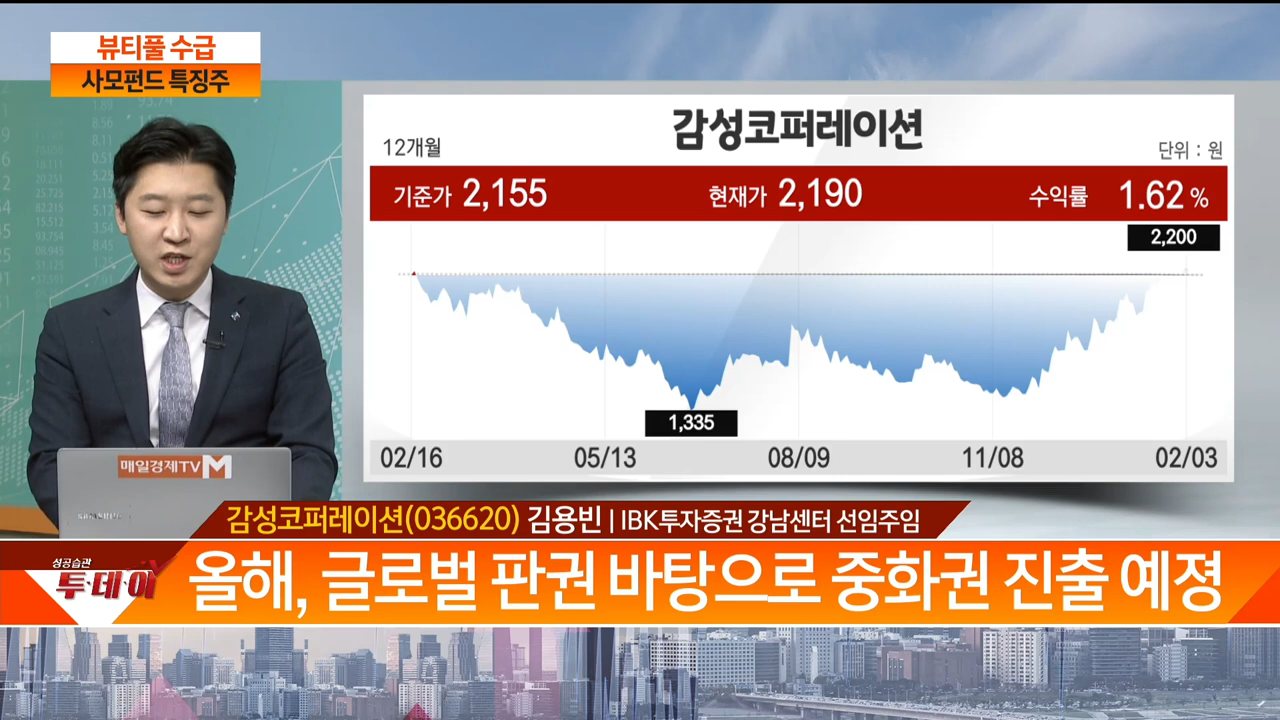 뷰티풀 수급
사모펀드 특징주
감성코퍼레이션
12개월
단위 : 원
기준가 2,155 현재가 2,190 수익률 1.62 %
2,200
1,335
02/16 05/13 08/09 11/08 02/03
매일경제TV M
감성코퍼레이션(036620) 김용빈 | IBK투자증권 강남센터 선임주임
성공습관
투데이
올해, 글로벌 판권 바탕으로 중화권 진출 예졍